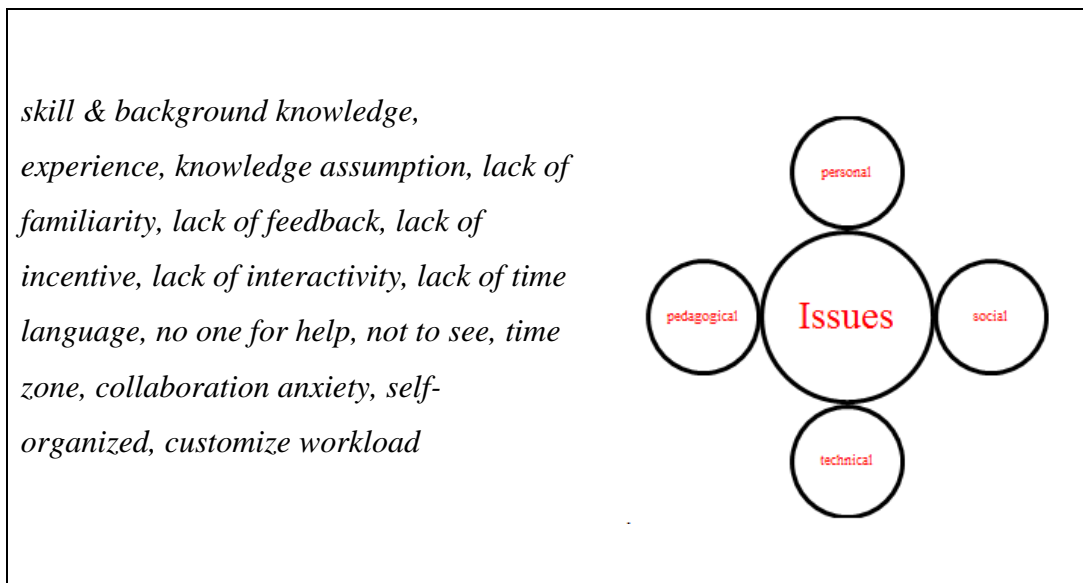 skill & background knowledge,
experience, knowledge assumption, lack of
familiarity, lack of feedback, lack of
incentive, lack of interactivity, lack of time
language, no one for help, not to see, time
zone, collaboration anxiety, self-
organized, customize workload
personal
pedagogical
Issues
social
technical